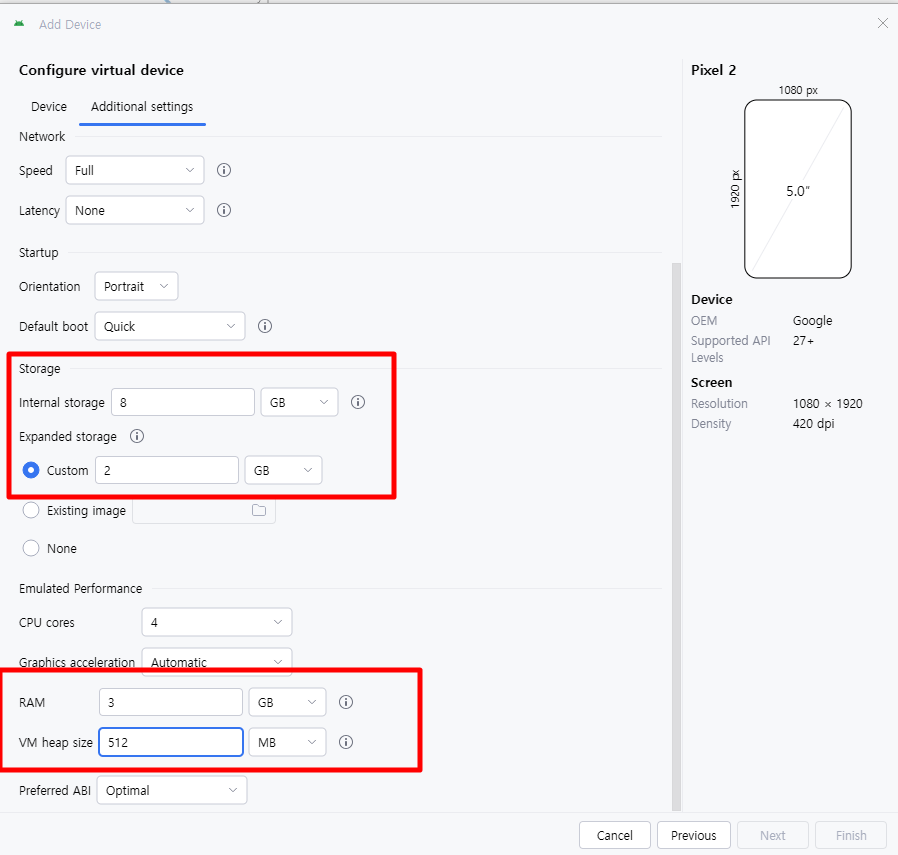 Add Device
Configure virtual device
Device Additional settings
Network
Speed Full
Latency None
Startup
Orientation Portrait
Default boot Quick
Storage
Internal storage 8 GB
Expanded storage
Custom 2 GB
Existing image
None
Emulated Performance
CPU cores 4
Graphics acceleration Automatic
RAM 3 GB
VM heap size 512 MB
Preferred ABI Optimal
Pixel 2
1080 px
1920 px
5.0"
Device
OEM Google
Supported API 27+
Levels
Screen
Resolution 1080 × 1920
Density 420 dpi
Cancel Previous Next Finish